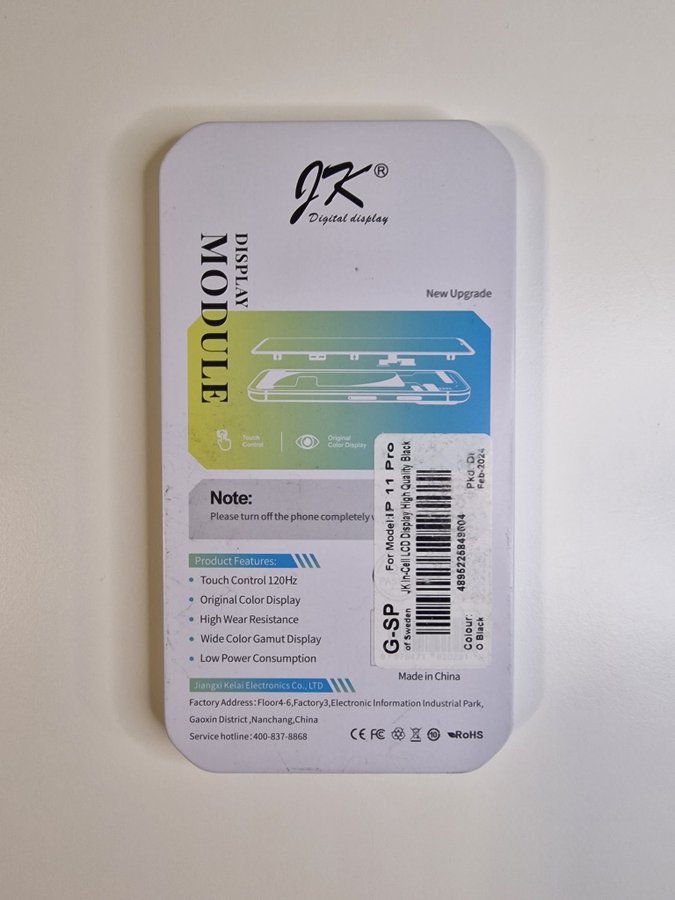 JK®
Digital display
DISPLAY
MODULE
New Upgrade
Touch
Control
Original
Color Display
Note:
Please turn off the phone completely
Product Features:
Touch Control 120Hz
Original Color Display
High Wear Resistance
Wide Color Gamut Display
Low Power Consumption
G-SP
of Sweden
For Model:IP 11 Pro
JK In-Cell LCD Display High Quality Black
4895225849604
Colour:
O Black
Pkd. Dt
Feb-2024
Made in China
Jiangxi Kelai Electronics Co., LTD
Factory Address: Floor4-6,Factory3,Electronic Information Industrial Park,
Gaoxin District ,Nanchang,China
Service hotline:400-837-8868
CE FC 10 RoHS